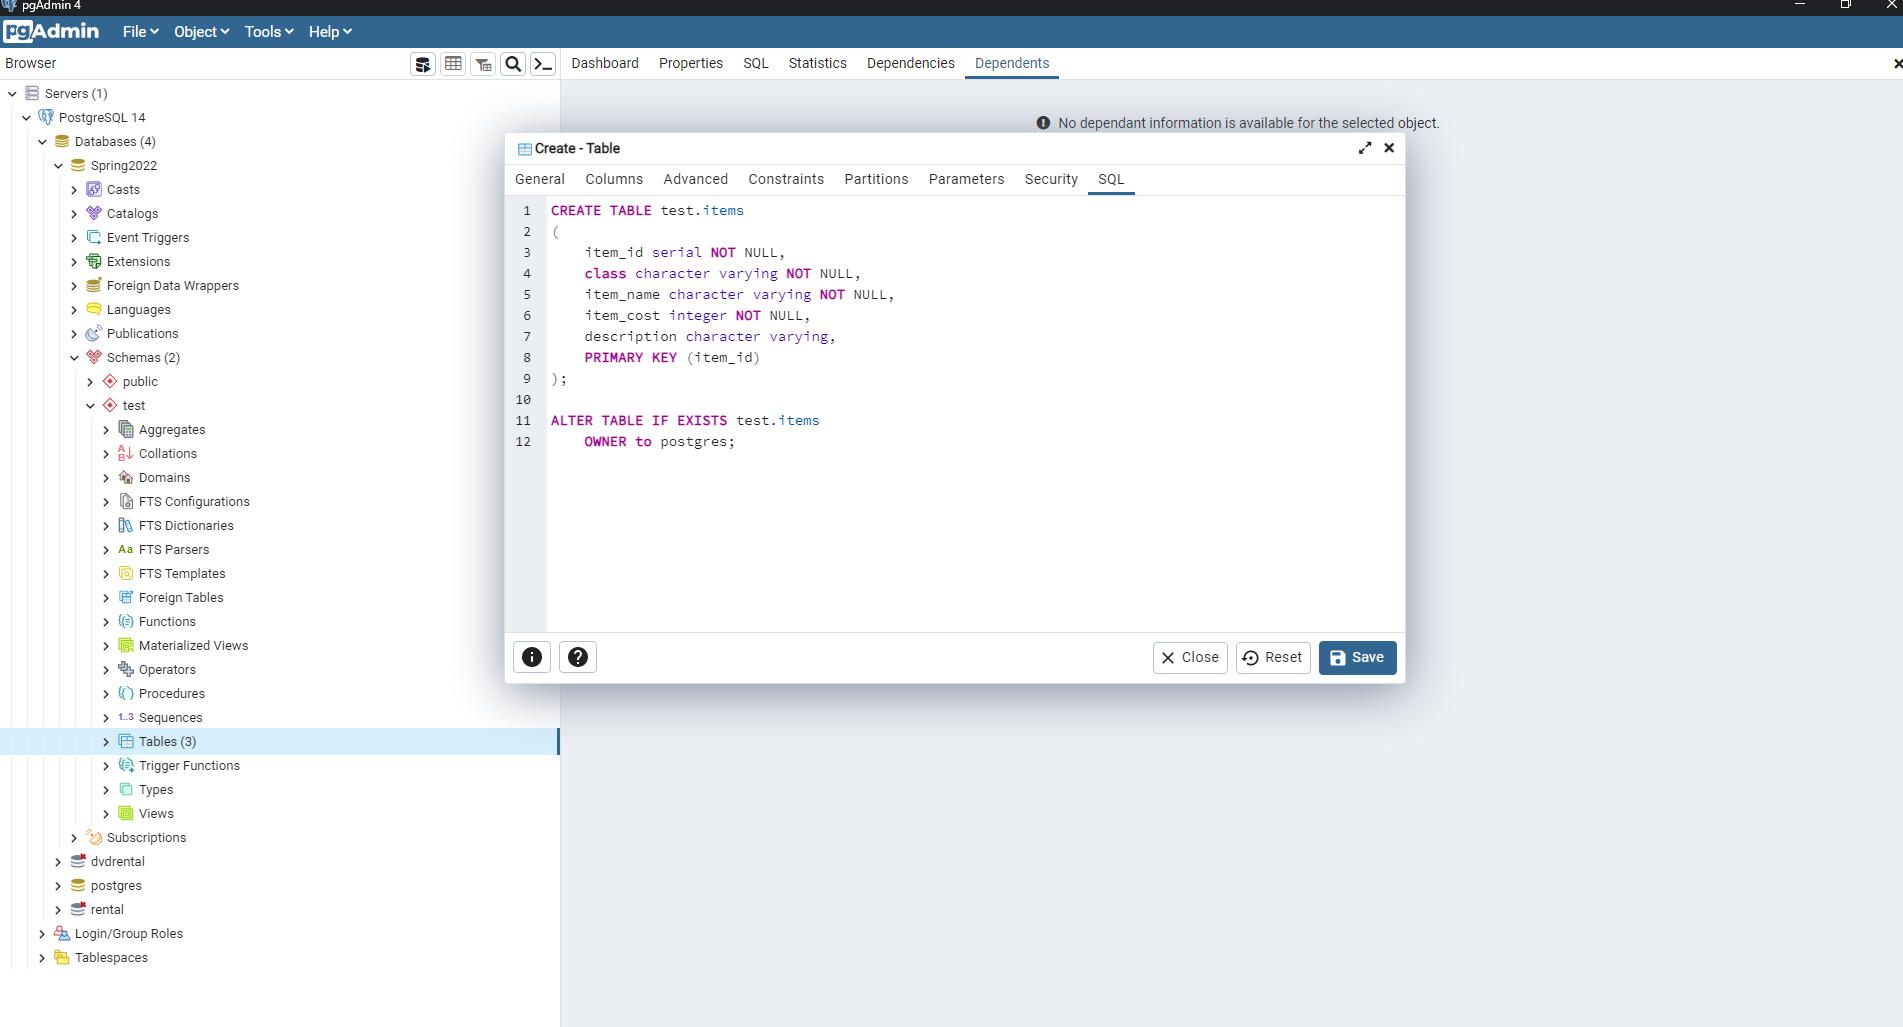 pgAdmin 4
pgAdmin File Object Tools Help
Browser
Dashboard Properties SQL Statistics Dependencies Dependents
Servers (1)
PostgreSQL 14
Databases (4)
Spring2022
Casts
Catalogs
Event Triggers
Extensions
Foreign Data Wrappers
Languages
Publications
Schemas (2)
public
test
Aggregates
Collations
Domains
FTS Configurations
FTS Dictionaries
Aa FTS Parsers
FTS Templates
Foreign Tables
Functions
Materialized Views
Operators
Procedures
1..3 Sequences
Tables (3)
Trigger Functions
Types
Views
Subscriptions
dvdrental
postgres
rental
Login/Group Roles
Tablespaces
No dependant information is available for the selected object.
Create - Table
General Columns Advanced Constraints Partitions Parameters Security SQL
1 CREATE TABLE test.items
2 (
3 item_id serial NOT NULL,
4 class character varying NOT NULL,
5 item_name character varying NOT NULL,
6 item_cost integer NOT NULL,
7 description character varying,
8 PRIMARY KEY (item_id)
9 );
10
11 ALTER TABLE IF EXISTS test.items
12 OWNER to postgres;
Close Reset Save